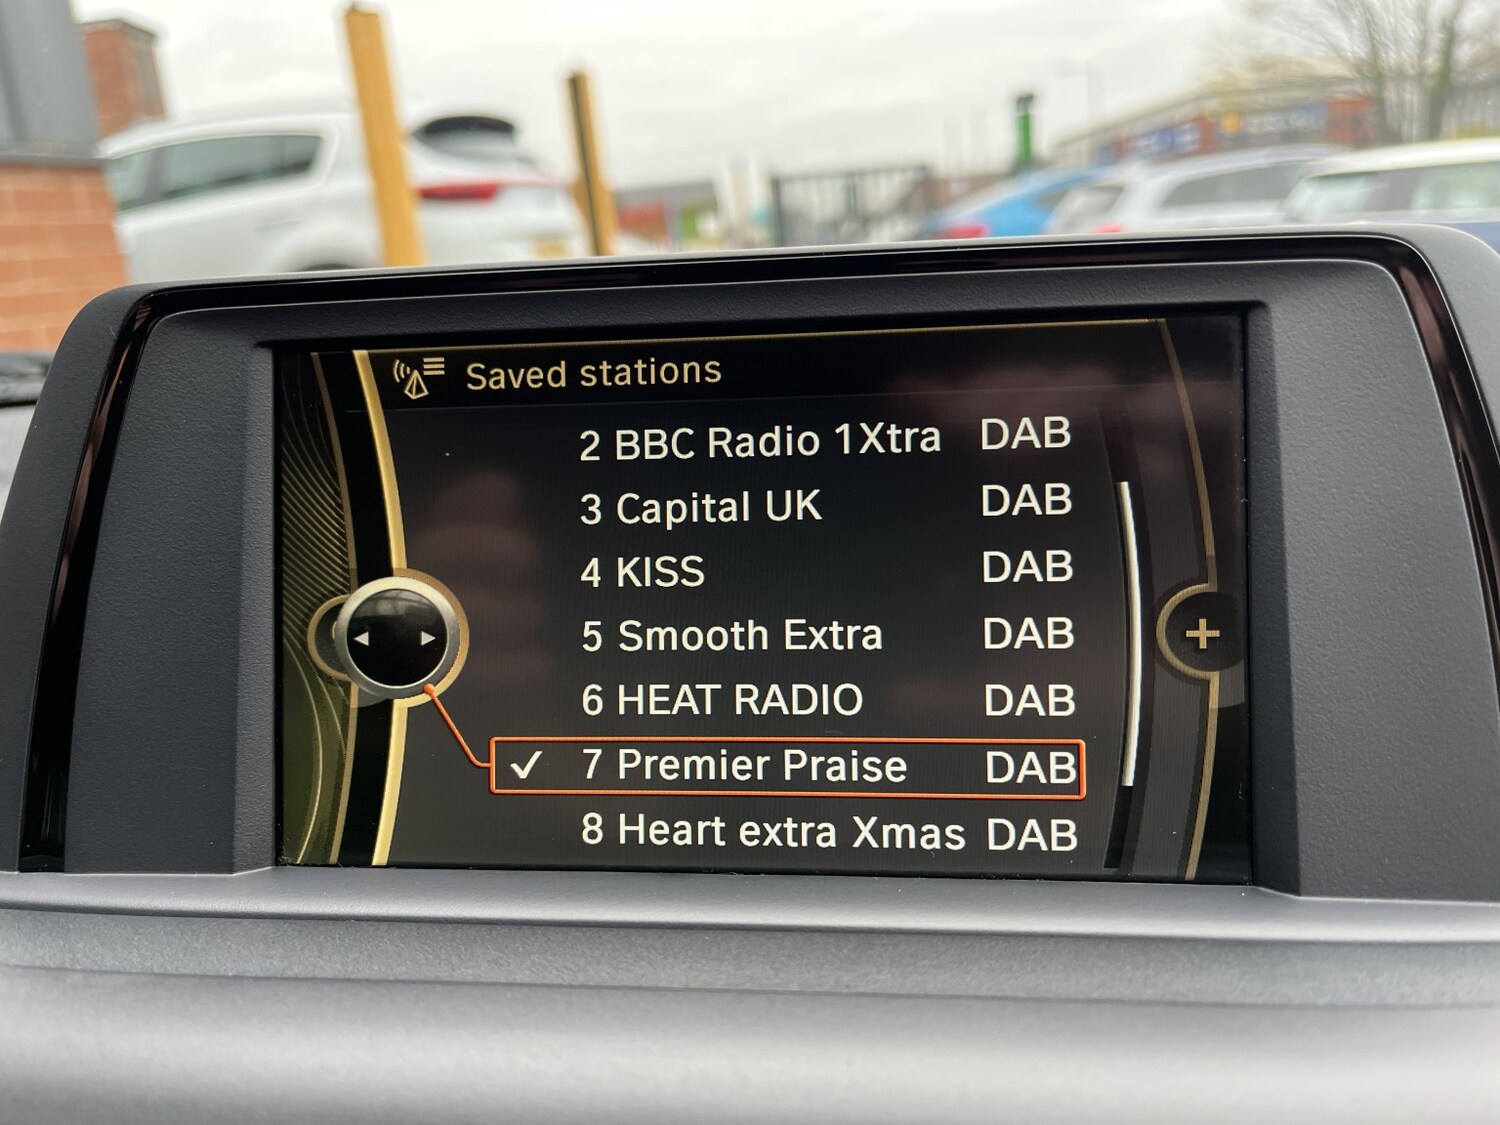 Saved stations
2 BBC Radio 1Xtra DAB
3 Capital UK DAB
4 KISS DAB
5 Smooth Extra DAB
6 HEAT RADIO DAB
✓ 7 Premier Praise DAB
8 Heart extra Xmas DAB